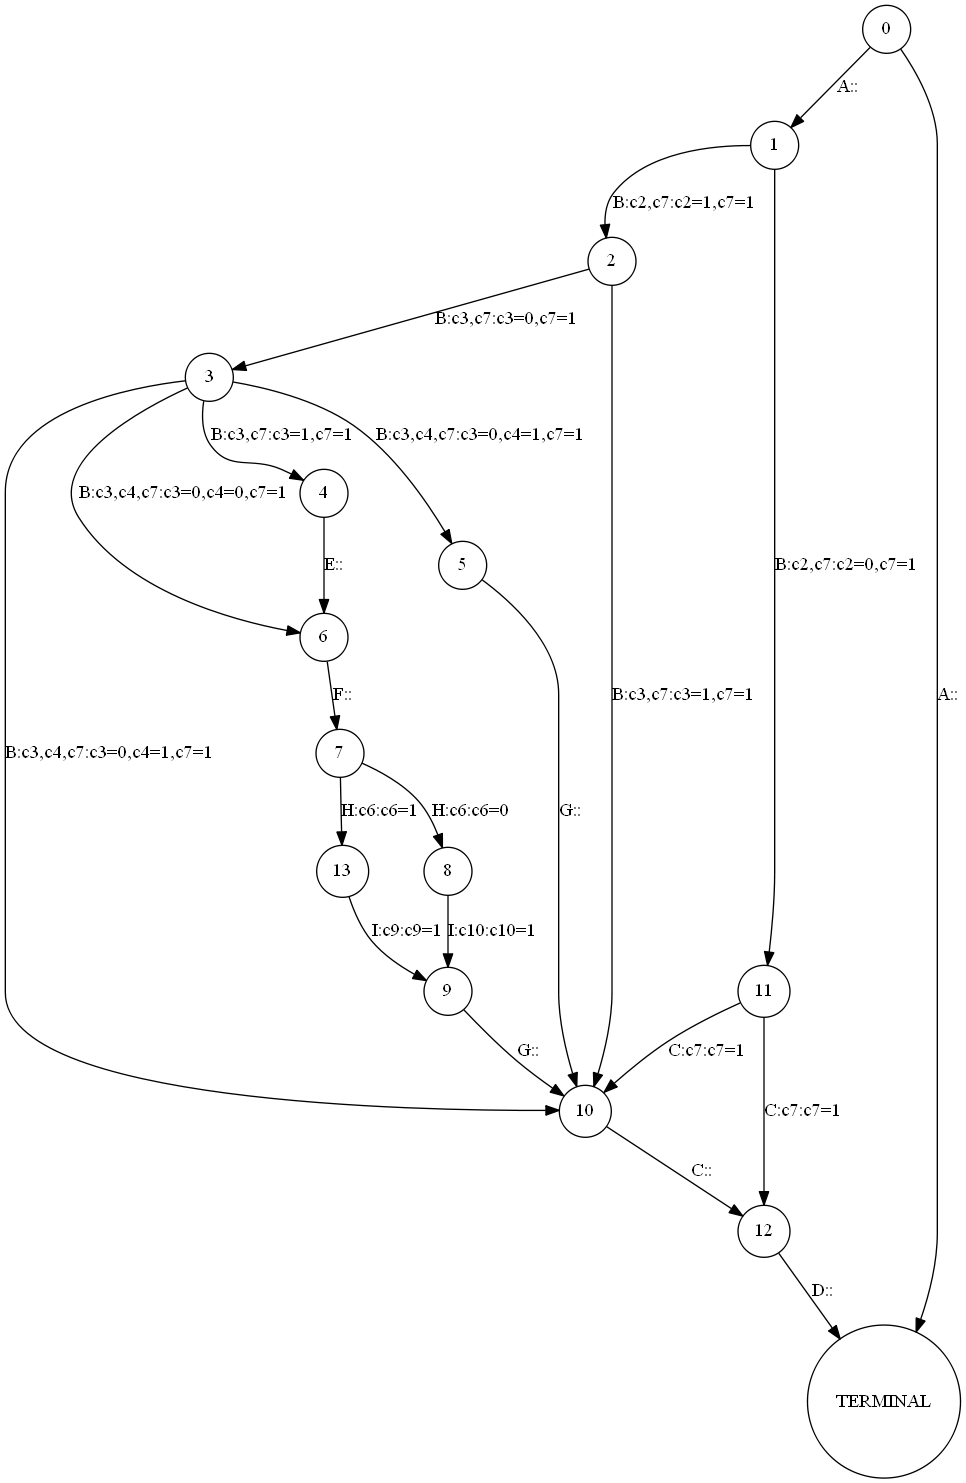 0
A::
1
B:c2,c7:c2=1,c7=1
2
B:c3,c7:c3=0,c7=1
3
B:c3,c7:c3=1,c7=1
B:c3,c4,c7:c3=0,c4=1,c7=1
B:c3,c4,c7:c3=0,c4=0,c7=1
4
E::
5
B:c2,c7:c2=0,c7=1
6
F::
B:c3,c7:c3=1,c7=1
A::
7
B:c3,c4,c7:c3=0,c4=1,c7=1
H:c6:c6=1
H:c6:c6=0
G::
13
8
I:c9:c9=1
I:c10:c10=1
9
11
G::
C:c7:c7=1
10
C:c7:c7=1
C::
12
D::
TERMINAL